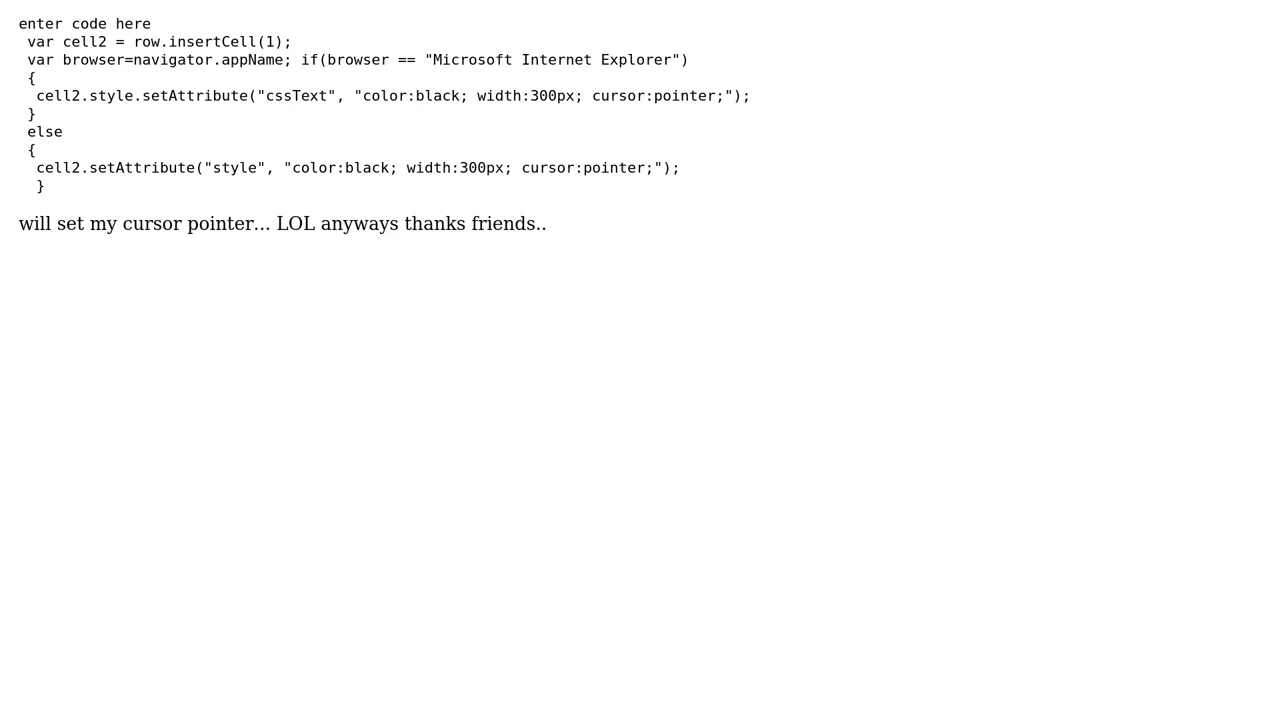 enter code here
 var cell2 = row.insertCell(1);
 var browser=navigator.appName; if(browser == "Microsoft Internet Explorer")
 {
  cell2.style.setAttribute("cssText", "color:black; width:300px; cursor:pointer;");
 }
 else
 {
  cell2.setAttribute("style", "color:black; width:300px; cursor:pointer;");
  }
will set my cursor pointer... LOL anyways thanks friends..